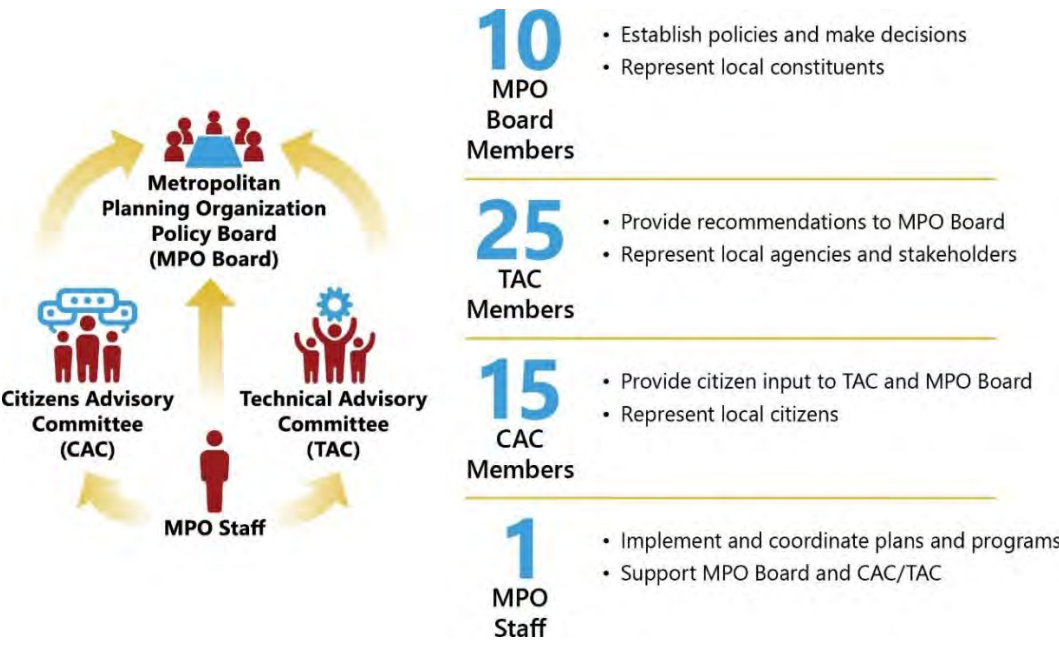 Metropolitan
Planning Organization
Policy Board
(MPO Board)
Citizens Advisory
Committee
(CAC)
Technical Advisory
Committee
(TAC)
MPO Staff
10
MPO
Board
Members
• Establish policies and make decisions
• Represent local constituents
25
TAC
Members
• Provide recommendations to MPO Board
• Represent local agencies and stakeholders
15
CAC
Members
• Provide citizen input to TAC and MPO Board
• Represent local citizens
1
MPO
Staff
• Implement and coordinate plans and programs
• Support MPO Board and CAC/TAC